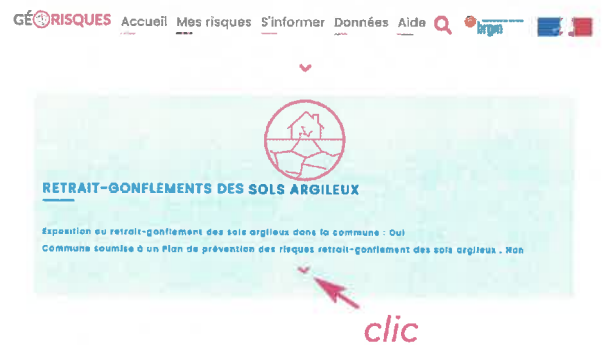 GÉORISQUES Accueil Mes risques S'informer Données Aide brgm
RETRAIT-GONFLEMENTS DES SOLS ARGILEUX
Exposition au retrait-gonflement des sols argileux dans la commune : Oui
Commune soumise à un Plan de prévention des risques retrait-gonflement des sols argileux . Non
clic